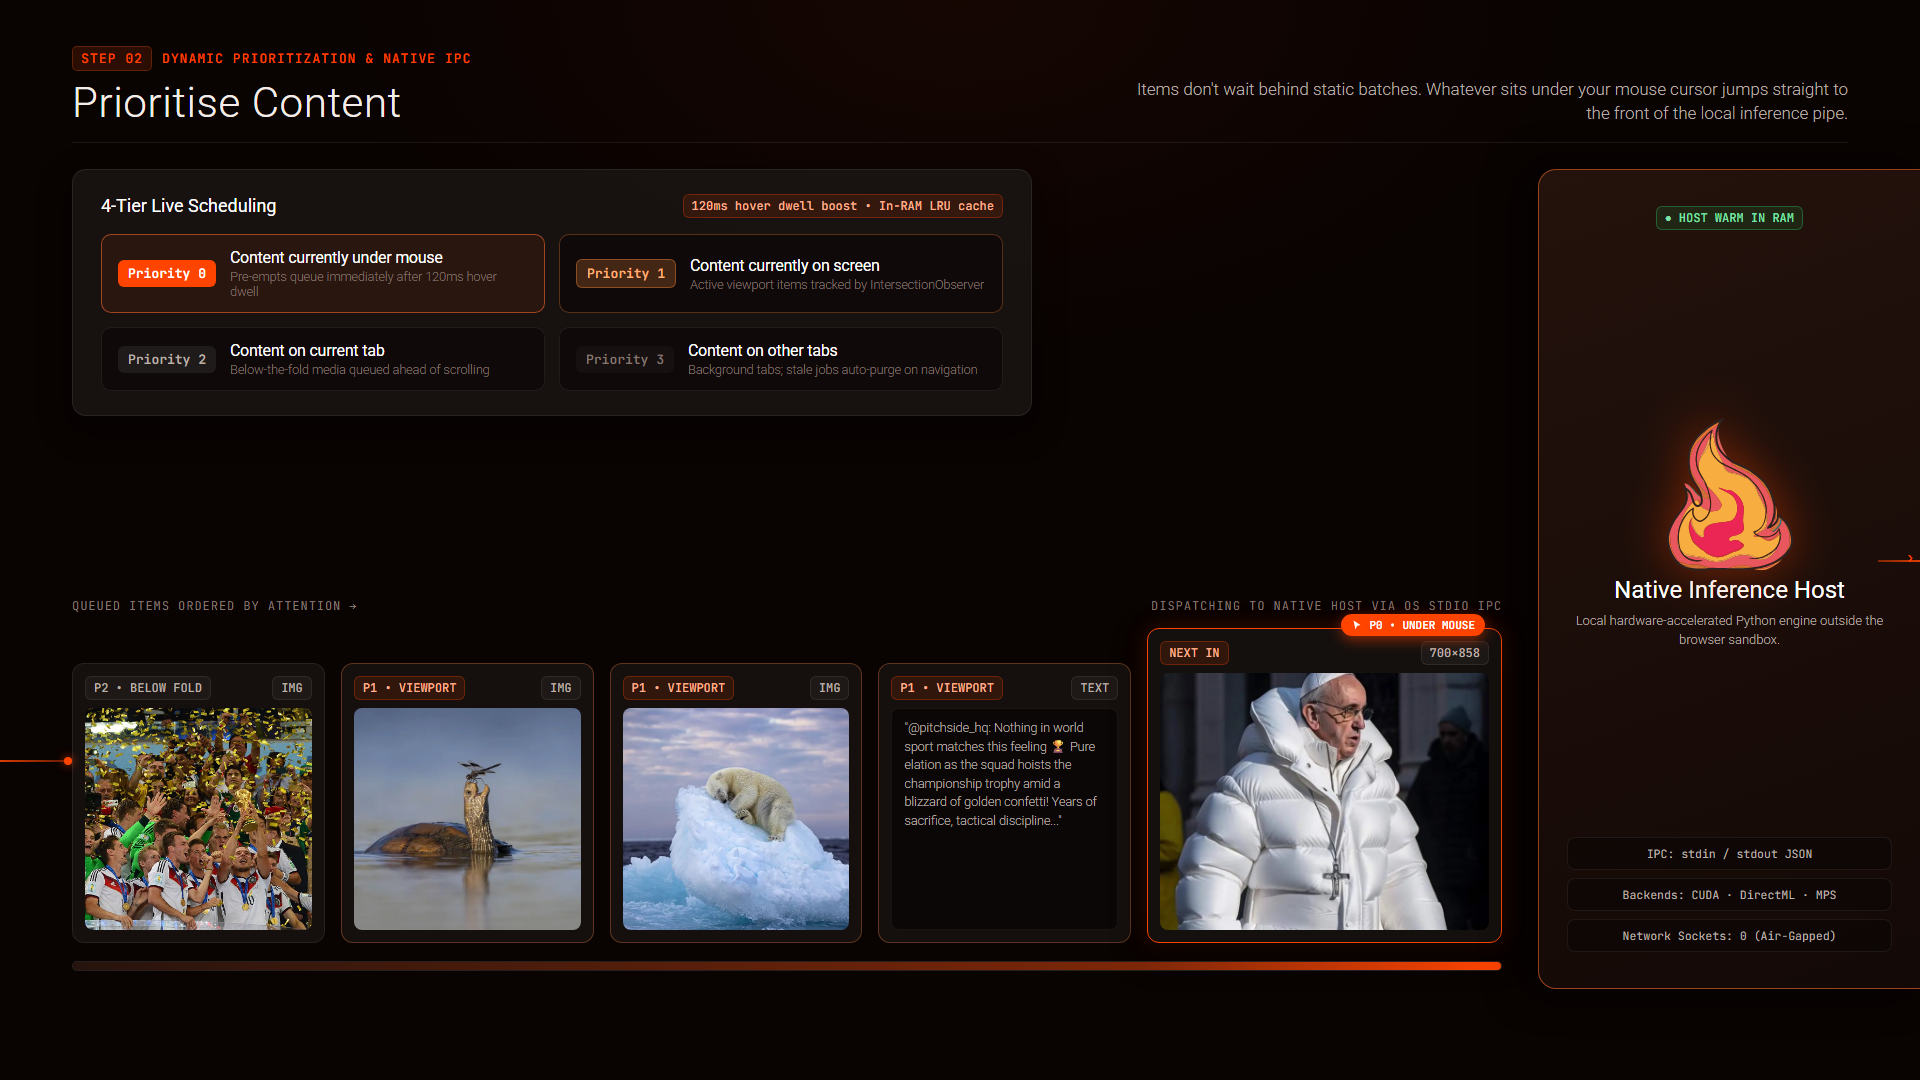 STEP 02 DYNAMIC PRIORITIZATION & NATIVE IPC
Prioritise Content
Items don't wait behind static batches. Whatever sits under your mouse cursor jumps straight to
the front of the local inference pipe.
4-Tier Live Scheduling
120ms hover dwell boost • In-RAM LRU cache
Priority 0
Content currently under mouse
Pre-empts queue immediately after 120ms hover
dwell
Priority 1
Content currently on screen
Active viewport items tracked by IntersectionObserver
Priority 2
Content on current tab
Below-the-fold media queued ahead of scrolling
Priority 3
Content on other tabs
Background tabs; stale jobs auto-purge on navigation
QUEUED ITEMS ORDERED BY ATTENTION →
DISPATCHING TO NATIVE HOST VIA OS STDIO IPC
P2 • BELOW FOLD
IMG
P1 • VIEWPORT
IMG
P1 • VIEWPORT
IMG
P1 • VIEWPORT
TEXT
"@pitchside_hq: Nothing in world
sport matches this feeling 🏆 Pure
elation as the squad hoists the
championship trophy amid a
blizzard of golden confetti! Years of
sacrifice, tactical discipline..."
P0 • UNDER MOUSE
NEXT IN
700×858
● HOST WARM IN RAM
Native Inference Host
Local hardware-accelerated Python engine outside the
browser sandbox.
IPC: stdin / stdout JSON
Backends: CUDA · DirectML · MPS
Network Sockets: 0 (Air-Gapped)